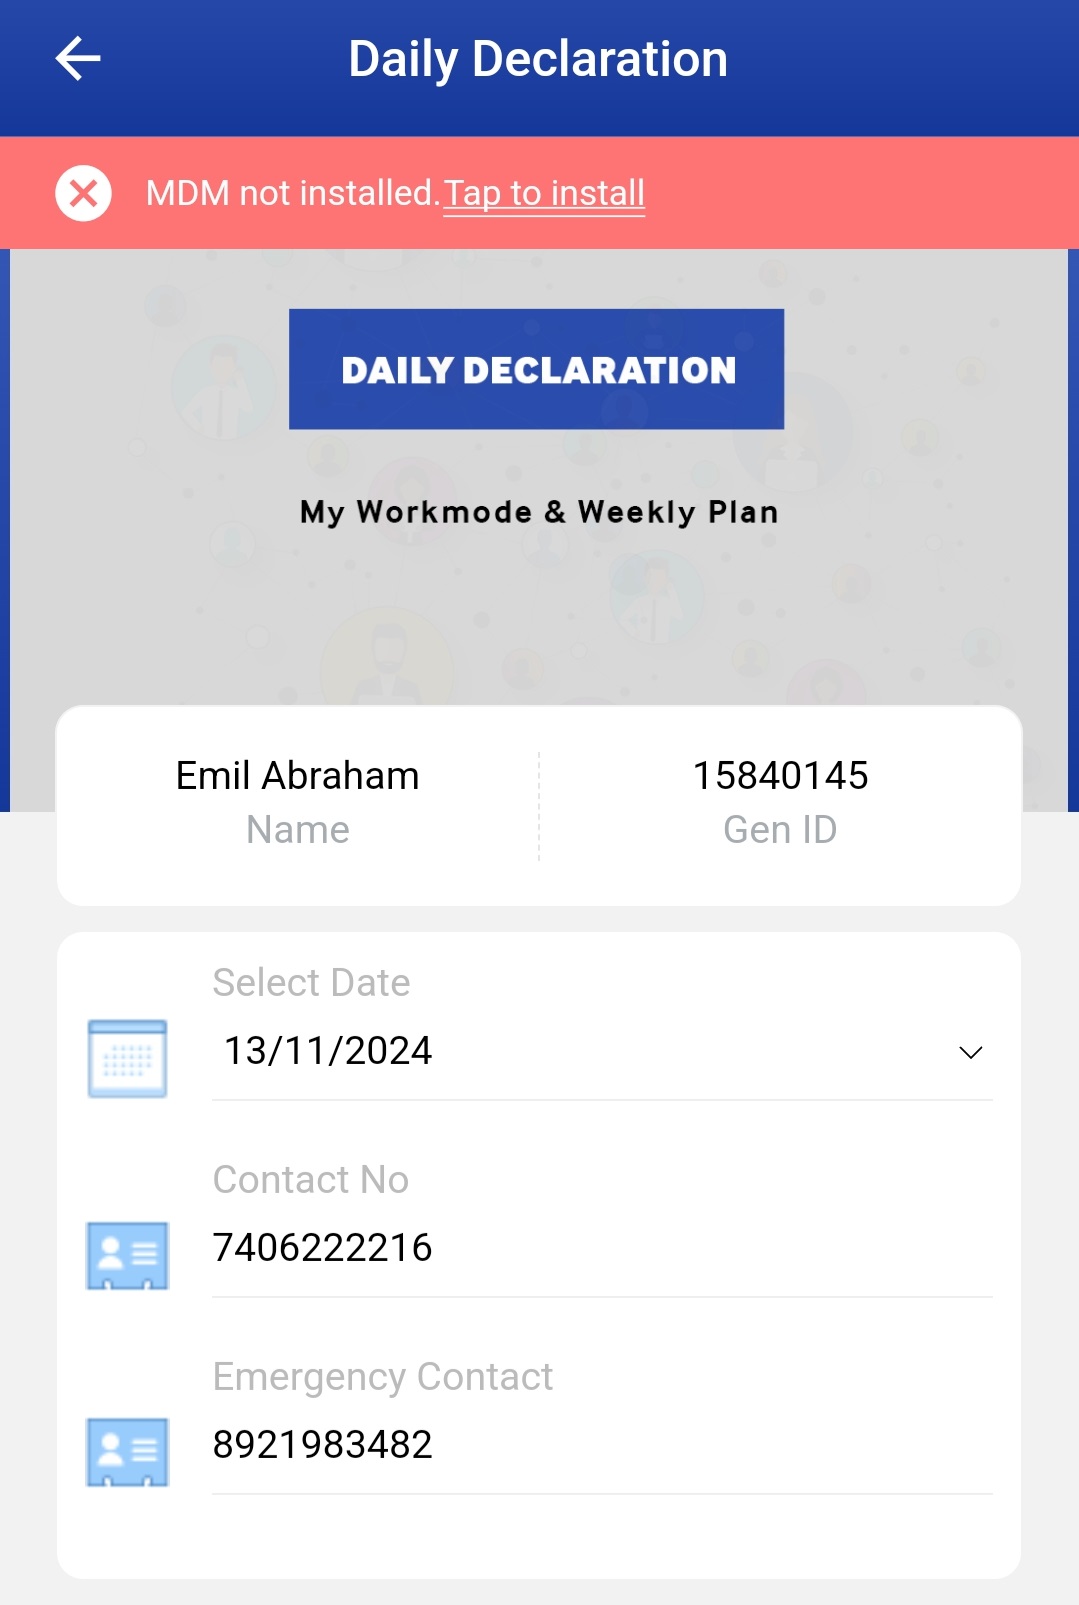 Daily Declaration
MDM not installed.Tap to install
DAILY DECLARATION
My Workmode & Weekly Plan
Emil Abraham
Name
15840145
Gen ID
Select Date
13/11/2024
Contact No
7406222216
Emergency Contact
8921983482